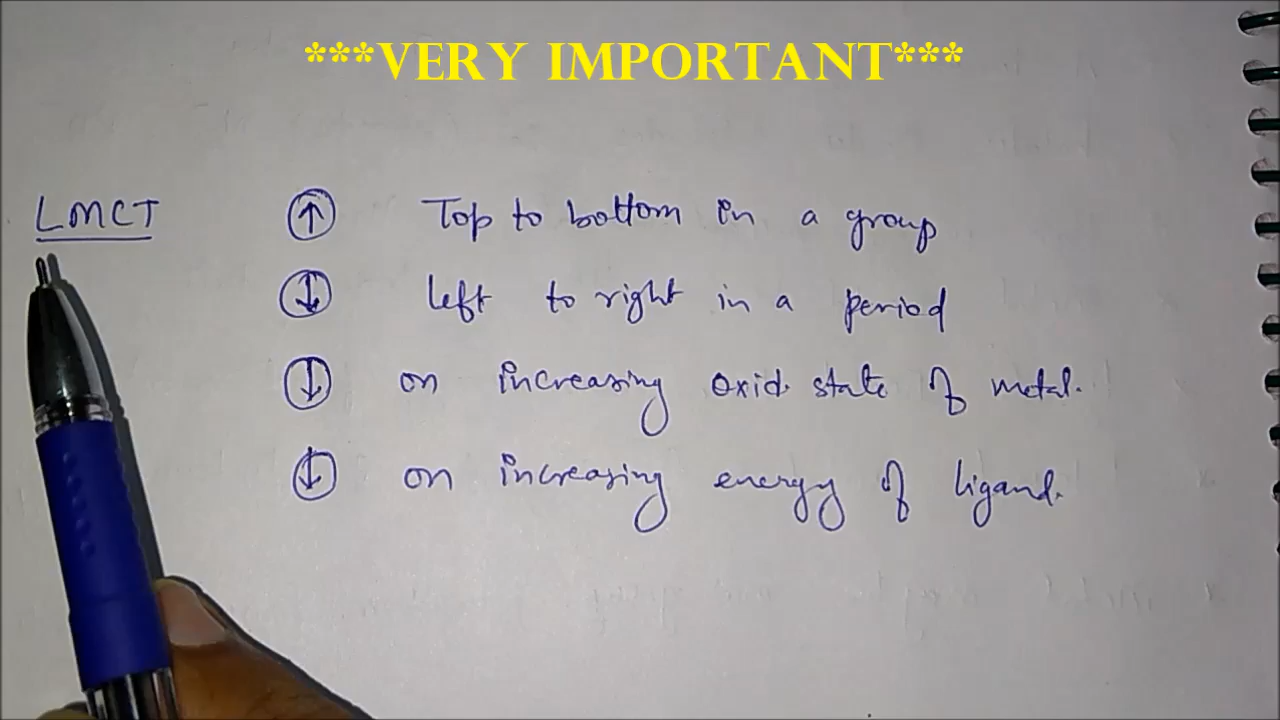 ***VERY IMPORTANT***
LMCT ↑ Top to bottom in a group
↓ left to right in a period
↓ on increasing oxid. state of metal.
↓ on increasing energy of ligand.